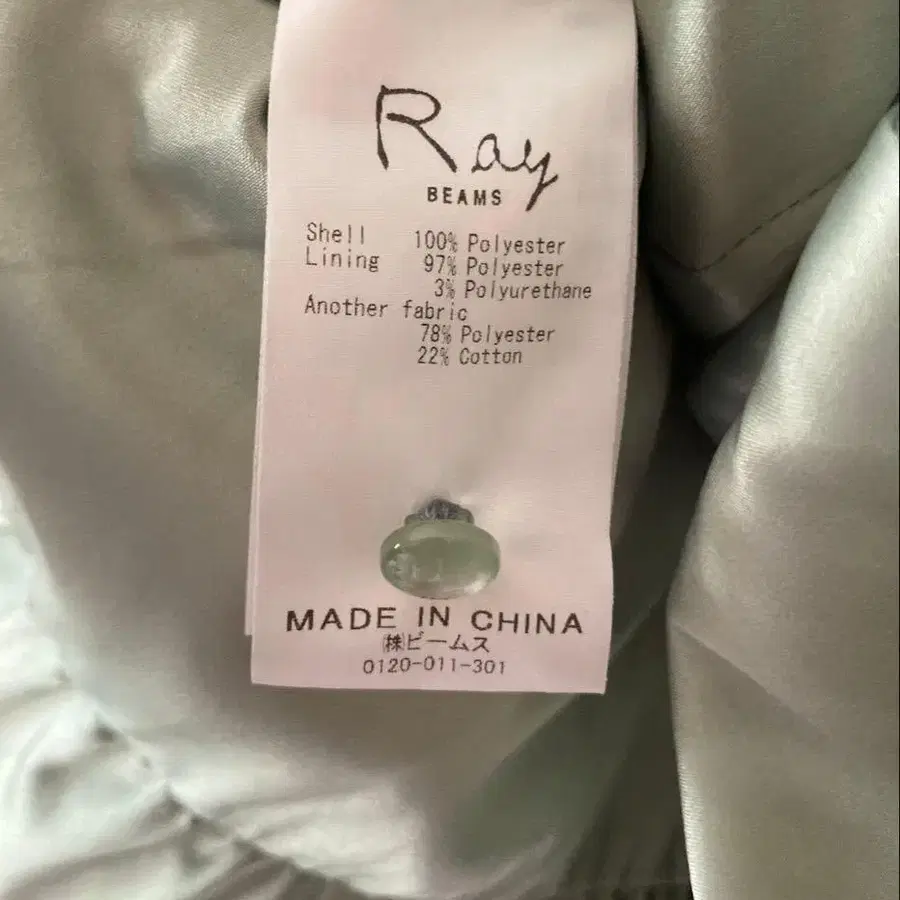 Ray
BEAMS
Shell 100% Polyester
Lining 97% Polyester
3% Polyurethane
Another fabric
78% Polyester
22% Cotton
MADE IN CHINA
㈱ビームス
0120-011-301